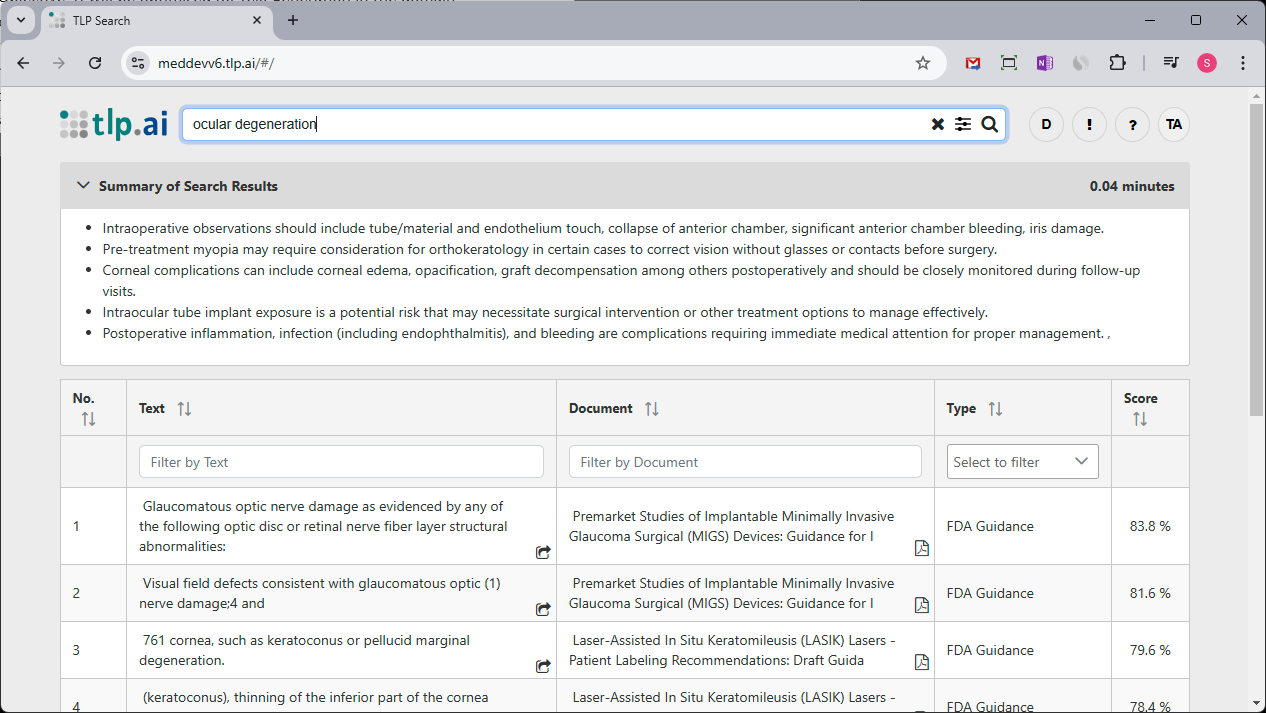 TLP Search
meddevv6.tlp.ai/#/
S
tlp.ai
ocular degeneration
D
!
?
TA
Summary of Search Results
0.04 minutes
• Intraoperative observations should include tube/material and endothelium touch, collapse of anterior chamber, significant anterior chamber bleeding, iris damage.
• Pre-treatment myopia may require consideration for orthokeratology in certain cases to correct vision without glasses or contacts before surgery.
• Corneal complications can include corneal edema, opacification, graft decompensation among others postoperatively and should be closely monitored during follow-up
visits.
• Intraocular tube implant exposure is a potential risk that may necessitate surgical intervention or other treatment options to manage effectively.
• Postoperative inflammation, infection (including endophthalmitis), and bleeding are complications requiring immediate medical attention for proper management. ,
No.
Text
Document
Type
Score
Filter by Text
Filter by Document
Select to filter
1
Glaucomatous optic nerve damage as evidenced by any of
the following optic disc or retinal nerve fiber layer structural
abnormalities:
Premarket Studies of Implantable Minimally Invasive
Glaucoma Surgical (MIGS) Devices: Guidance for I
FDA Guidance
83.8 %
2
Visual field defects consistent with glaucomatous optic (1)
nerve damage;4 and
Premarket Studies of Implantable Minimally Invasive
Glaucoma Surgical (MIGS) Devices: Guidance for I
FDA Guidance
81.6 %
3
761 cornea, such as keratoconus or pellucid marginal
degeneration.
Laser-Assisted In Situ Keratomileusis (LASIK) Lasers -
Patient Labeling Recommendations: Draft Guida
FDA Guidance
79.6 %
4
(keratoconus), thinning of the inferior part of the cornea
Laser-Assisted In Situ Keratomileusis (LASIK) Lasers -
FDA Guidance
78.4 %